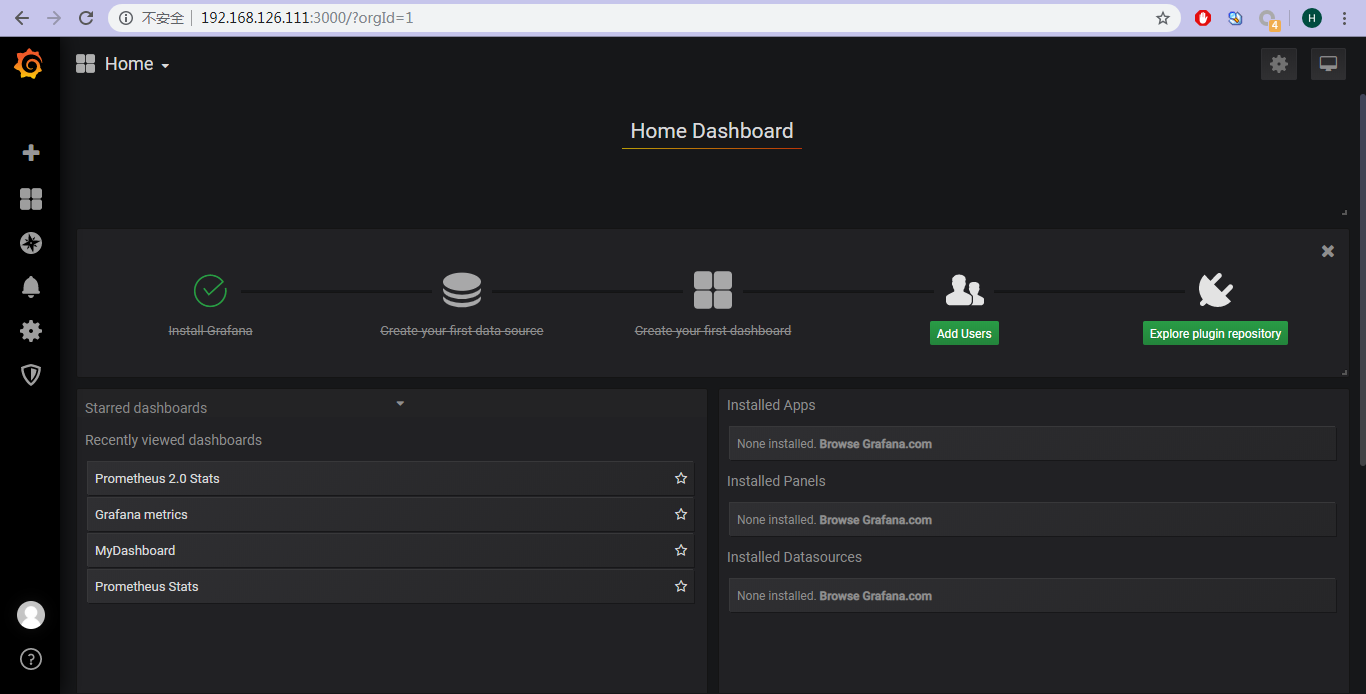 不安全 192.168.126.111:3000/?orgId=1
4
H
Home
Home Dashboard
Install Grafana
Create your first data source
Create your first dashboard
Add Users
Explore plugin repository
Starred dashboards
Recently viewed dashboards
Prometheus 2.0 Stats
Grafana metrics
MyDashboard
Prometheus Stats
Installed Apps
None installed. Browse Grafana.com
Installed Panels
None installed. Browse Grafana.com
Installed Datasources
None installed. Browse Grafana.com